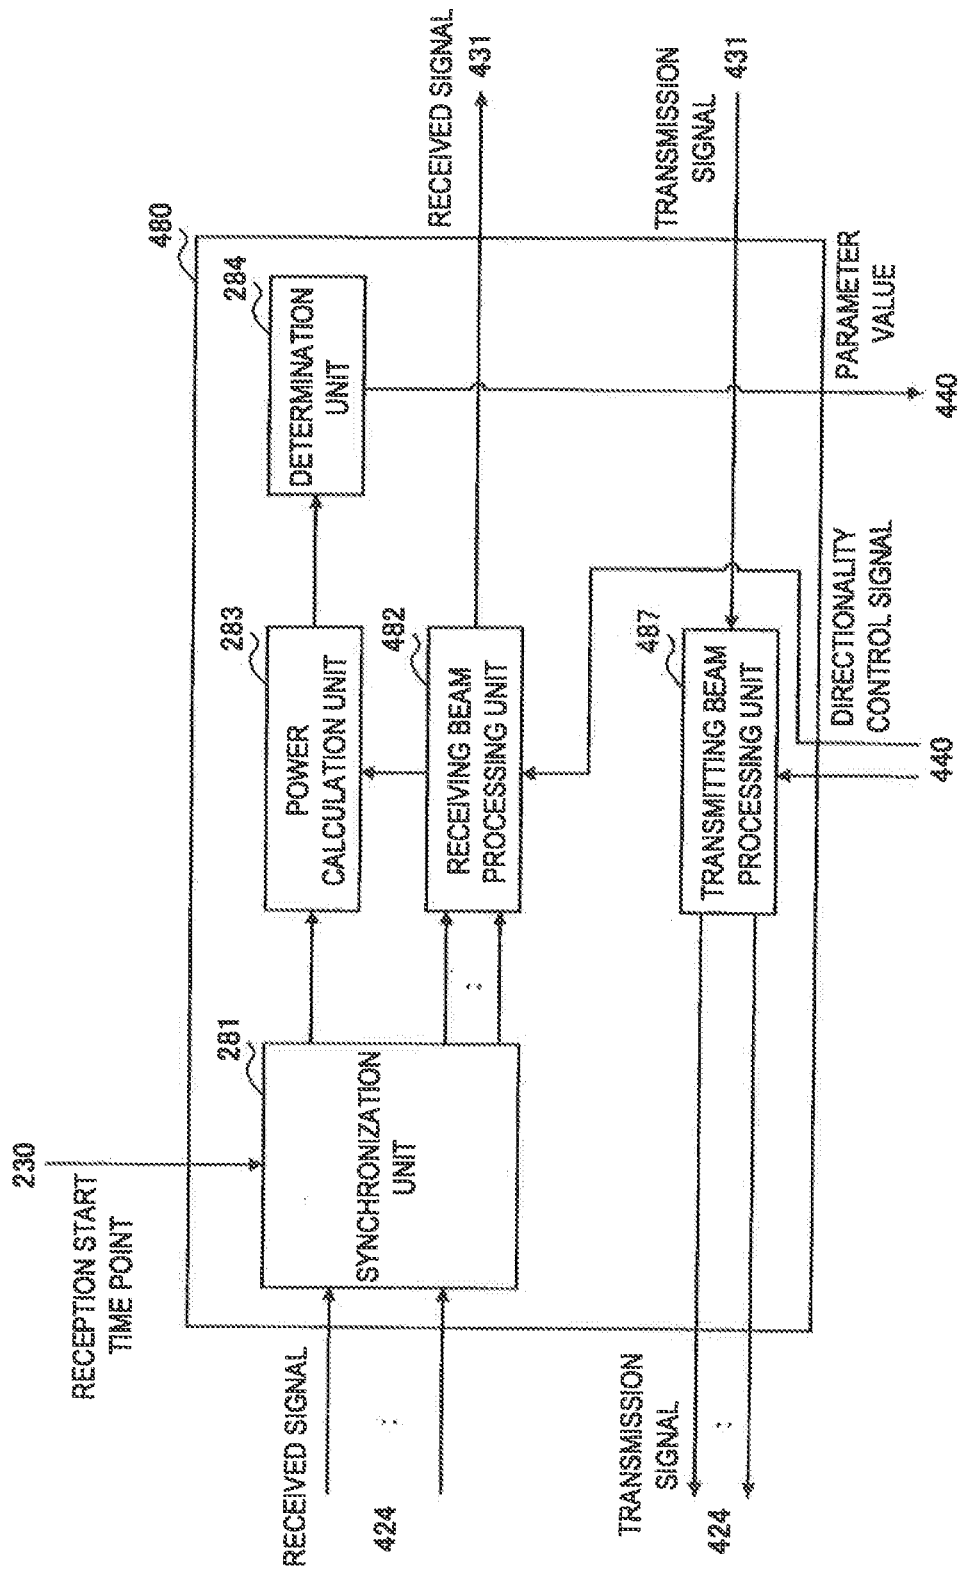 230
RECEPTION START
TIME POINT
480
RECEIVED SIGNAL
424
:
281
SYNCHRONIZATION
UNIT
283
POWER
CALCULATION UNIT
284
DETERMINATION
UNIT
:
482
RECEIVING BEAM
PROCESSING UNIT
RECEIVED SIGNAL
431
TRANSMISSION
SIGNAL
424
:
487
TRANSMITTING BEAM
PROCESSING UNIT
TRANSMISSION
SIGNAL
431
DIRECTIONALITY
CONTROL SIGNAL
440
PARAMETER
VALUE
440